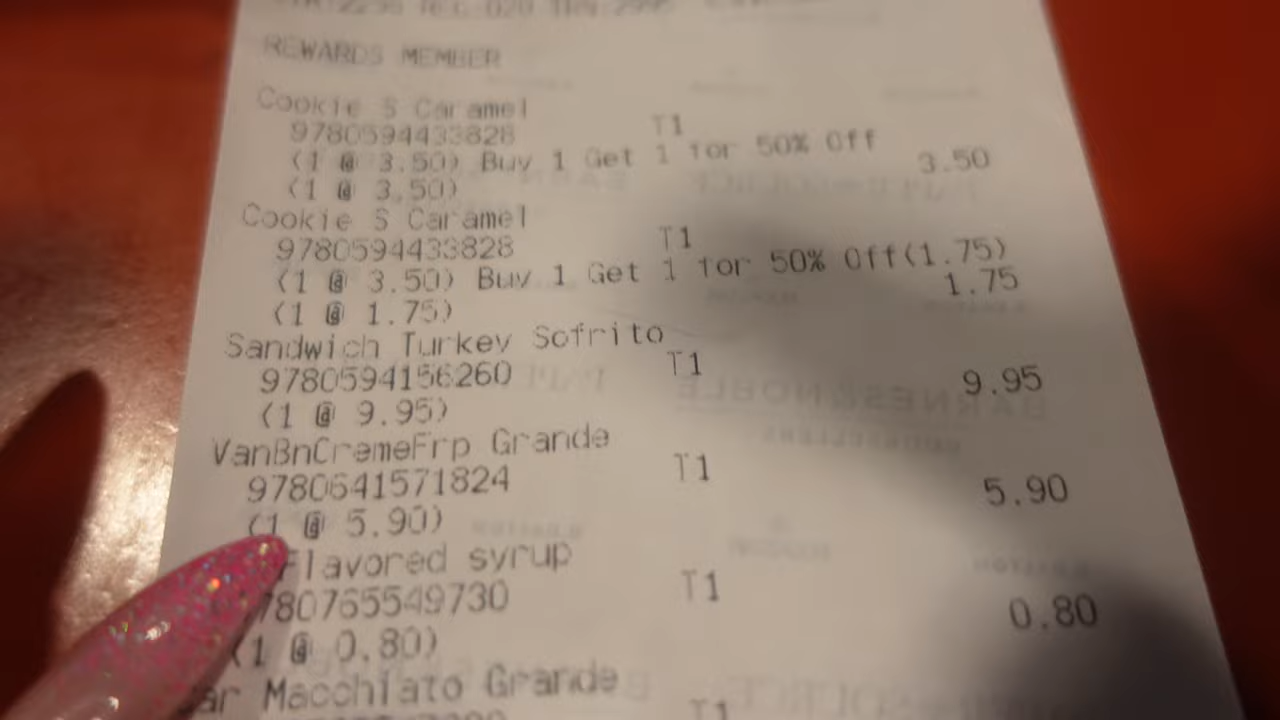 REWARDS MEMBER
Cookie S Caramel
9780594433828 T1
(1 @ 3.50) Buy 1 Get 1 for 50% Off 3.50
(1 @ 3.50)
Cookie S Caramel
9780594433828 T1
(1 @ 3.50) Buy 1 Get 1 for 50% Off(1.75)
1.75
(1 @ 1.75)
Sandwich Turkey Sofrito
9780594156260 T1 9.95
(1 @ 9.95)
VanBnCremeFrp Grande
9780641571824 T1 5.90
(1 @ 5.90)
Flavored syrup
780765549730 T1 0.80
(1 @ 0.80)
ar Macchiato Grande
T1